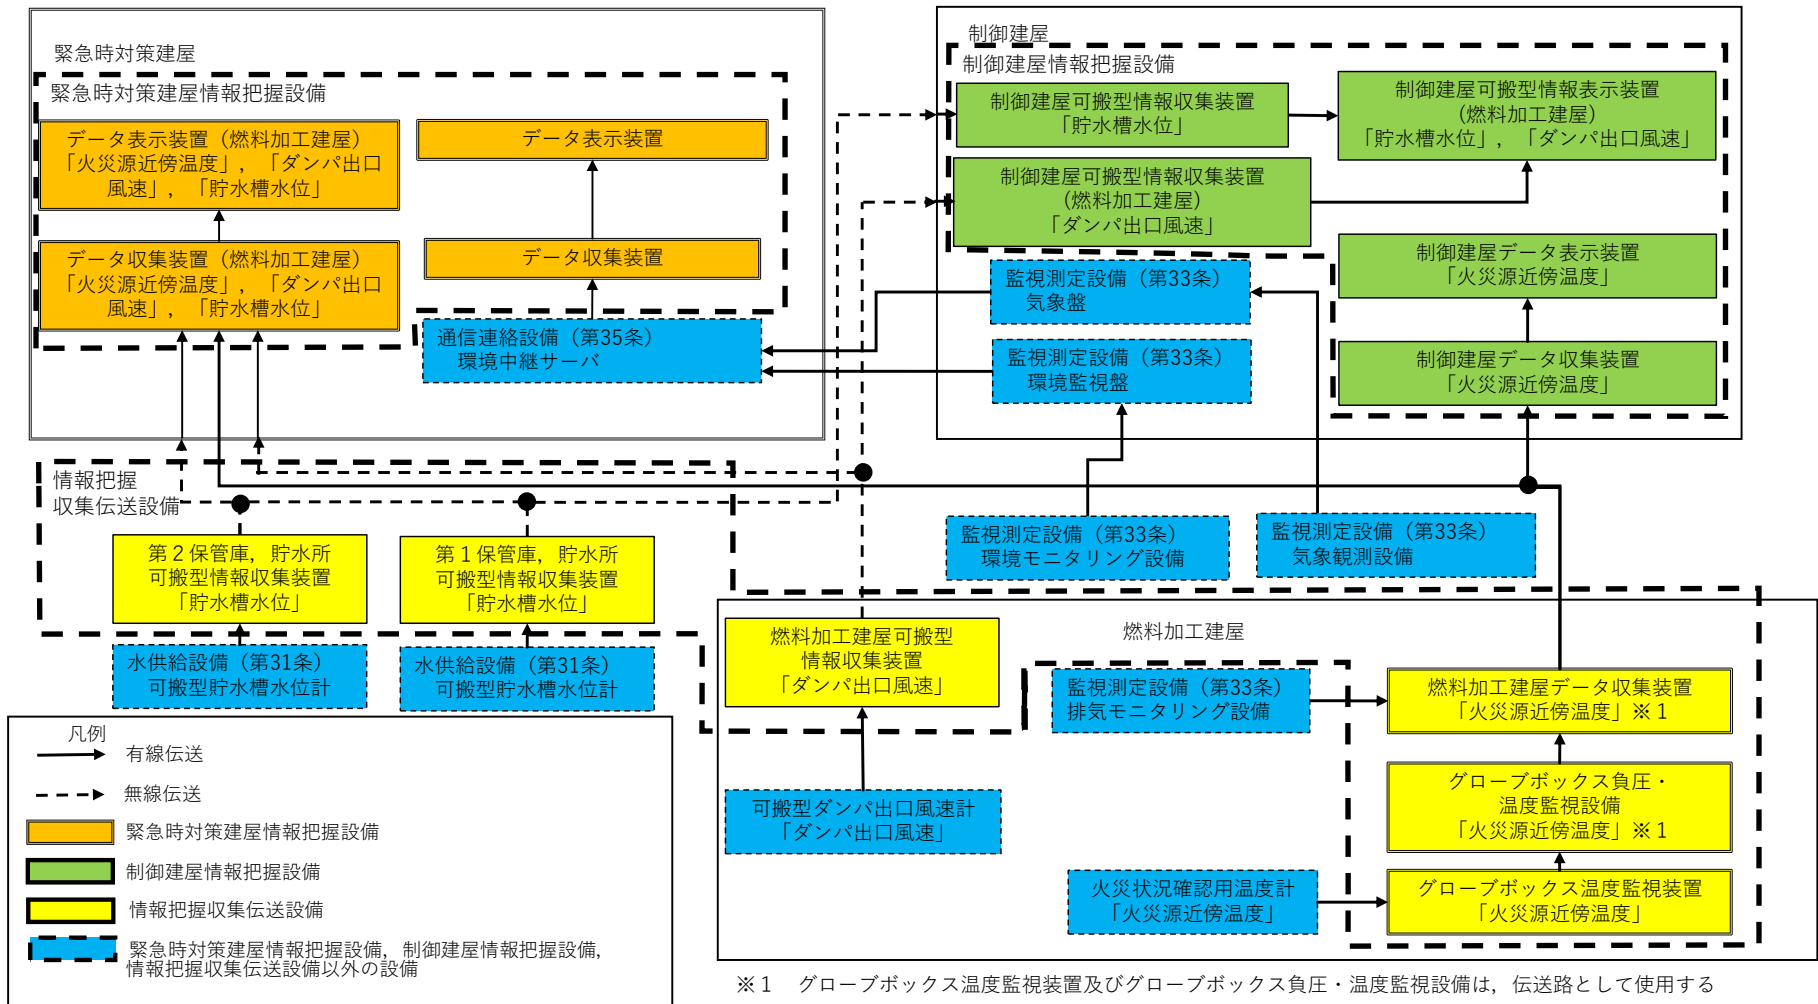 緊急時対策建屋
緊急時対策建屋情報把握設備
データ表示装置（燃料加工建屋）
「火災源近傍温度」，「ダンパ出口
風速」，「貯水槽水位」
データ表示装置
データ収集装置（燃料加工建屋）
「火災源近傍温度」，「ダンパ出口
風速」，「貯水槽水位」
データ収集装置
通信連絡設備（第35条）
環境中継サーバ
制御建屋
制御建屋情報把握設備
制御建屋可搬型情報収集装置
「貯水槽水位」
制御建屋可搬型情報表示装置
(燃料加工建屋)
「貯水槽水位」，「ダンパ出口風速」
制御建屋可搬型情報収集装置
(燃料加工建屋)
「ダンパ出口風速」
制御建屋データ表示装置
「火災源近傍温度」
監視測定設備（第33条）
気象盤
監視測定設備（第33条）
環境監視盤
制御建屋データ収集装置
「火災源近傍温度」
情報把握
収集伝送設備
監視測定設備（第33条）
環境モニタリング設備
監視測定設備（第33条）
気象観測設備
第２保管庫，貯水所
可搬型情報収集装置
「貯水槽水位」
第１保管庫，貯水所
可搬型情報収集装置
「貯水槽水位」
水供給設備（第31条）
可搬型貯水槽水位計
水供給設備（第31条）
可搬型貯水槽水位計
燃料加工建屋
燃料加工建屋可搬型
情報収集装置
「ダンパ出口風速」
監視測定設備（第33条）
排気モニタリング設備
燃料加工建屋データ収集装置
「火災源近傍温度」※１
可搬型ダンパ出口風速計
「ダンパ出口風速」
グローブボックス負圧・
温度監視設備
「火災源近傍温度」※１
火災状況確認用温度計
「火災源近傍温度」
グローブボックス温度監視装置
「火災源近傍温度」
凡例
有線伝送
無線伝送
緊急時対策建屋情報把握設備
制御建屋情報把握設備
情報把握収集伝送設備
緊急時対策建屋情報把握設備，制御建屋情報把握設備，
情報把握収集伝送設備以外の設備
※１　グローブボックス温度監視装置及びグローブボックス負圧・温度監視設備は，伝送路として使用する